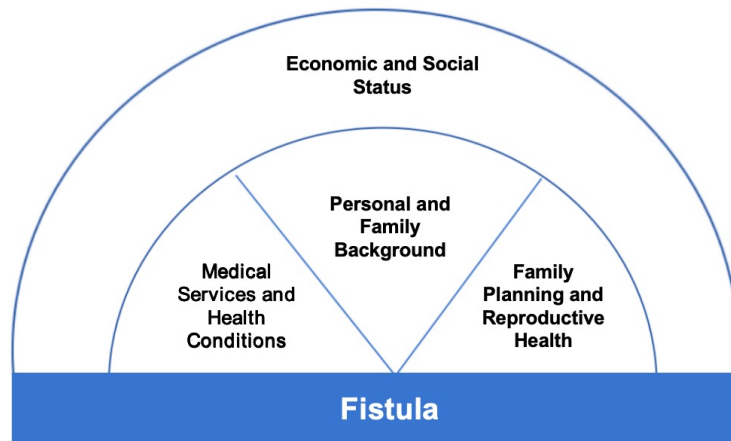 Economic and Social
Status
Personal and
Family
Background
Medical
Services and
Health
Conditions
Family
Planning and
Reproductive
Health
Fistula